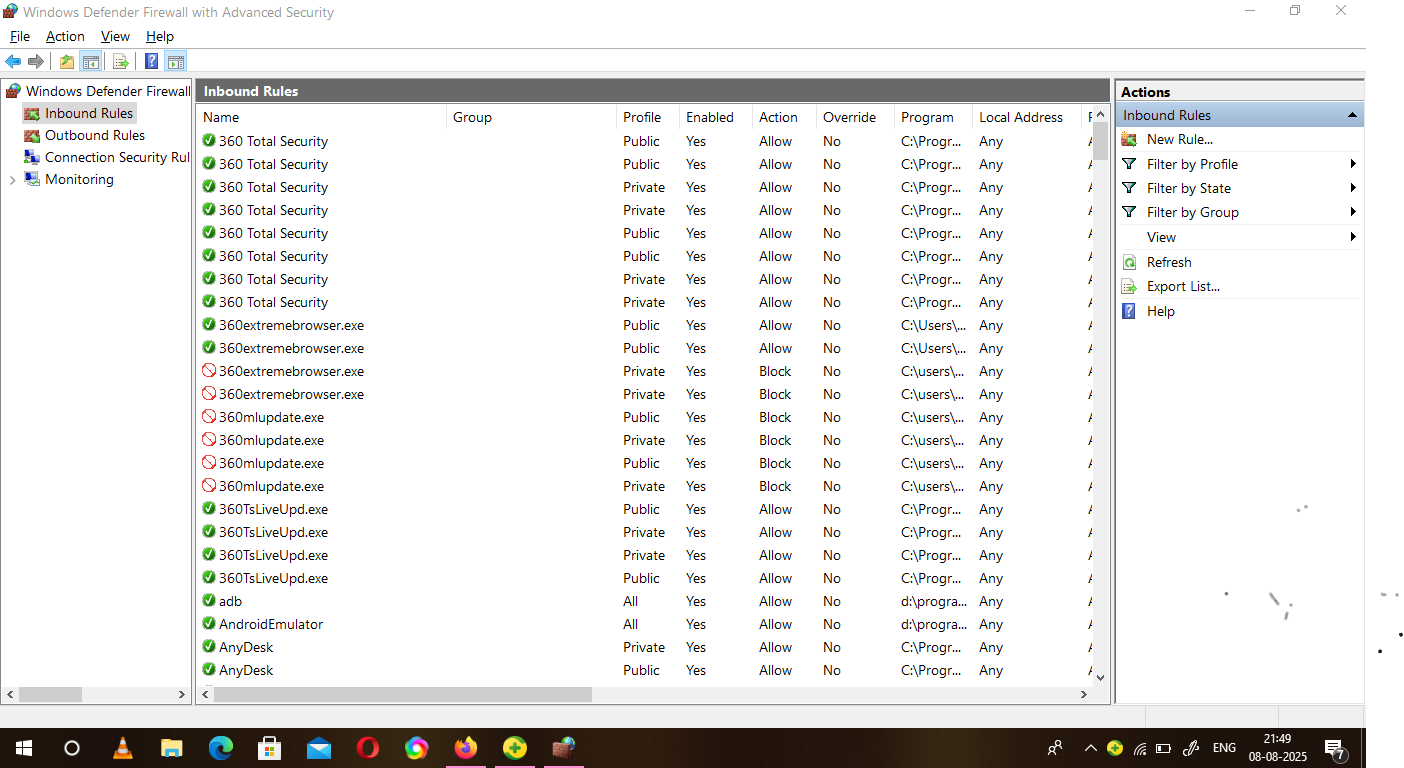 Windows Defender Firewall with Advanced Security
File Action View Help
Windows Defender Firewall
Inbound Rules
Outbound Rules
Connection Security Rul
Monitoring
Inbound Rules
Name Group Profile Enabled Action Override Program Local Address
360 Total Security Public Yes Allow No C:\Progr... Any
360 Total Security Public Yes Allow No C:\Progr... Any
360 Total Security Private Yes Allow No C:\Progr... Any
360 Total Security Private Yes Allow No C:\Progr... Any
360 Total Security Public Yes Allow No C:\Progr... Any
360 Total Security Public Yes Allow No C:\Progr... Any
360 Total Security Private Yes Allow No C:\Progr... Any
360 Total Security Private Yes Allow No C:\Progr... Any
360extremebrowser.exe Public Yes Allow No C:\Users\... Any
360extremebrowser.exe Public Yes Allow No C:\Users\... Any
360extremebrowser.exe Private Yes Block No C:\users\... Any
360extremebrowser.exe Private Yes Block No C:\users\... Any
360mlupdate.exe Public Yes Block No C:\users\... Any
360mlupdate.exe Private Yes Block No C:\users\... Any
360mlupdate.exe Public Yes Block No C:\users\... Any
360mlupdate.exe Private Yes Block No C:\users\... Any
360TsLiveUpd.exe Public Yes Allow No C:\Progr... Any
360TsLiveUpd.exe Private Yes Allow No C:\Progr... Any
360TsLiveUpd.exe Private Yes Allow No C:\Progr... Any
360TsLiveUpd.exe Public Yes Allow No C:\Progr... Any
adb All Yes Allow No d:\progra... Any
AndroidEmulator All Yes Allow No d:\progra... Any
AnyDesk Private Yes Allow No C:\Progr... Any
AnyDesk Public Yes Allow No C:\Progr... Any
Actions
Inbound Rules
New Rule...
Filter by Profile
Filter by State
Filter by Group
View
Refresh
Export List...
Help
ENG
21:49
08-08-2025
7